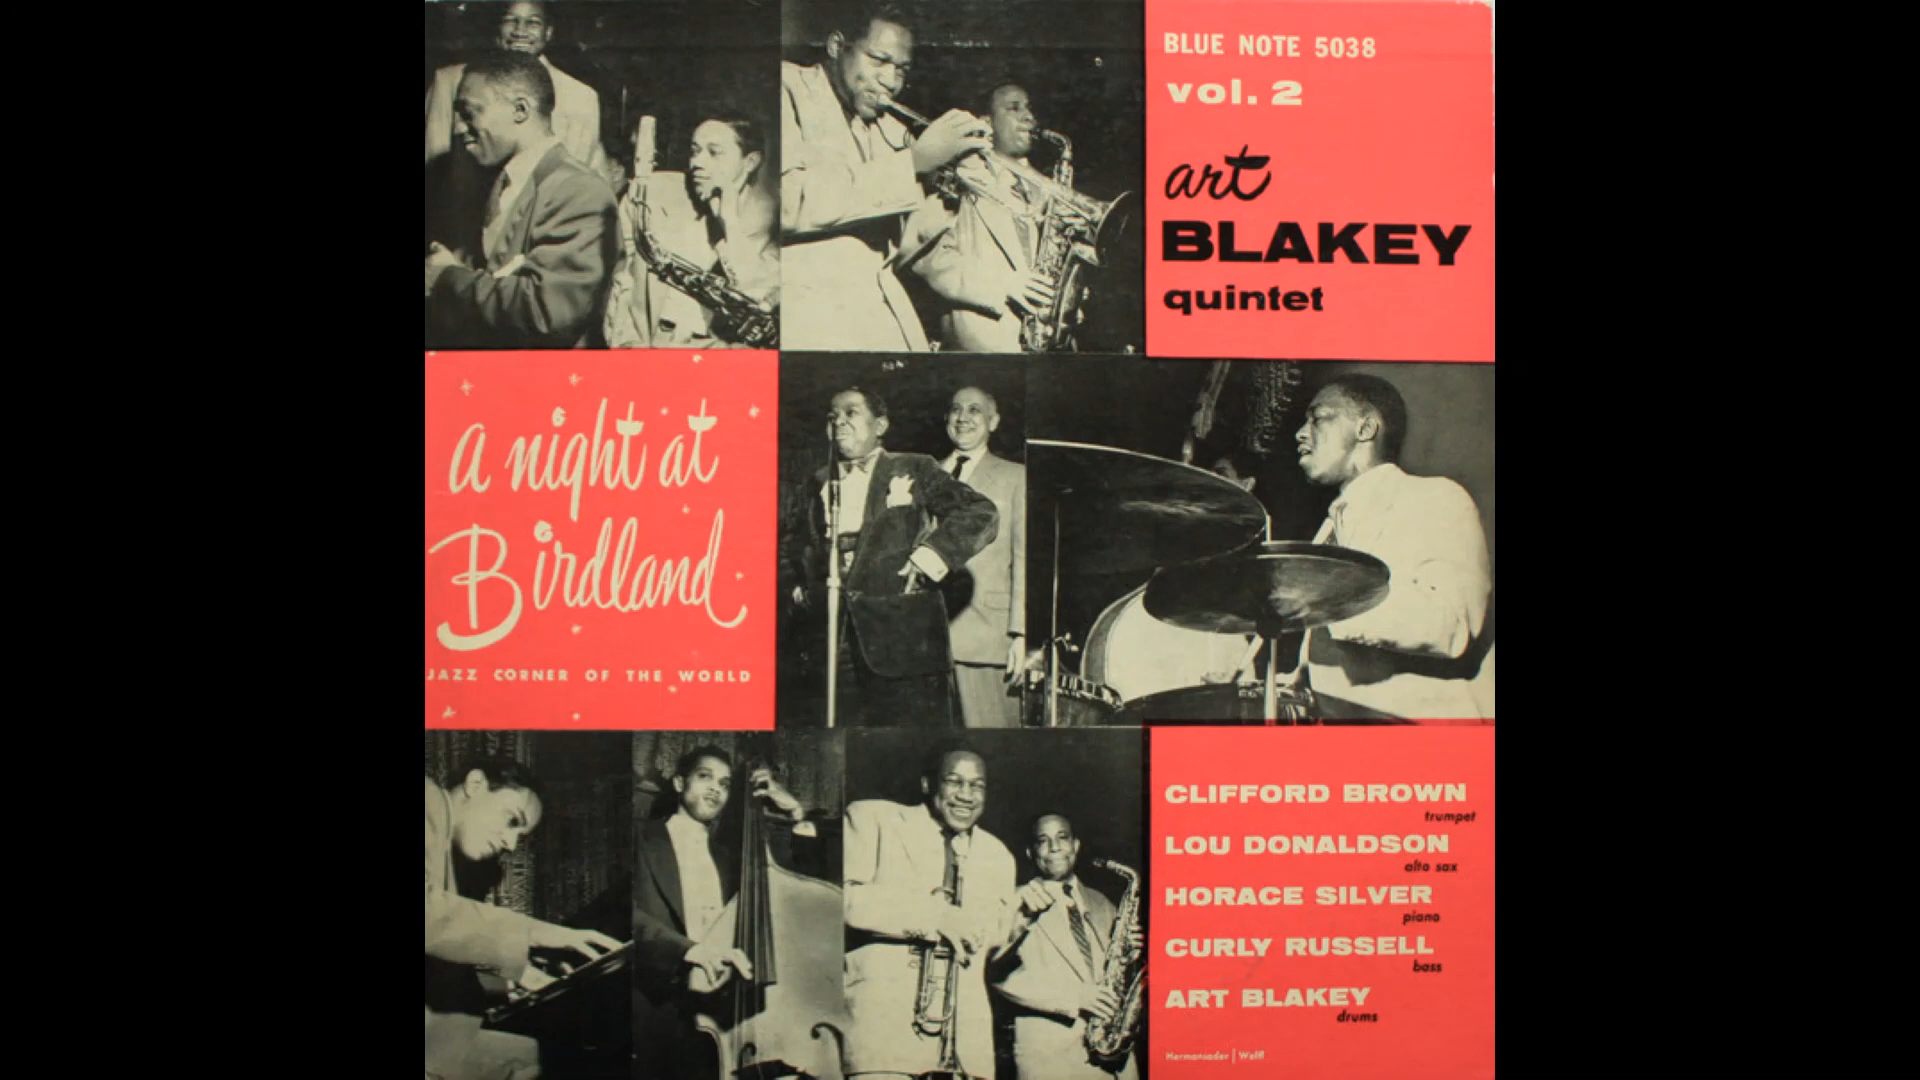 BLUE NOTE 5038
vol. 2
art
BLAKEY
quintet
a night at
Birdland
JAZZ CORNER OF THE WORLD
CLIFFORD BROWN
trumpet
LOU DONALDSON
alto sax
HORACE SILVER
piano
CURLY RUSSELL
bass
ART BLAKEY
drums
Hermansader | Wolff